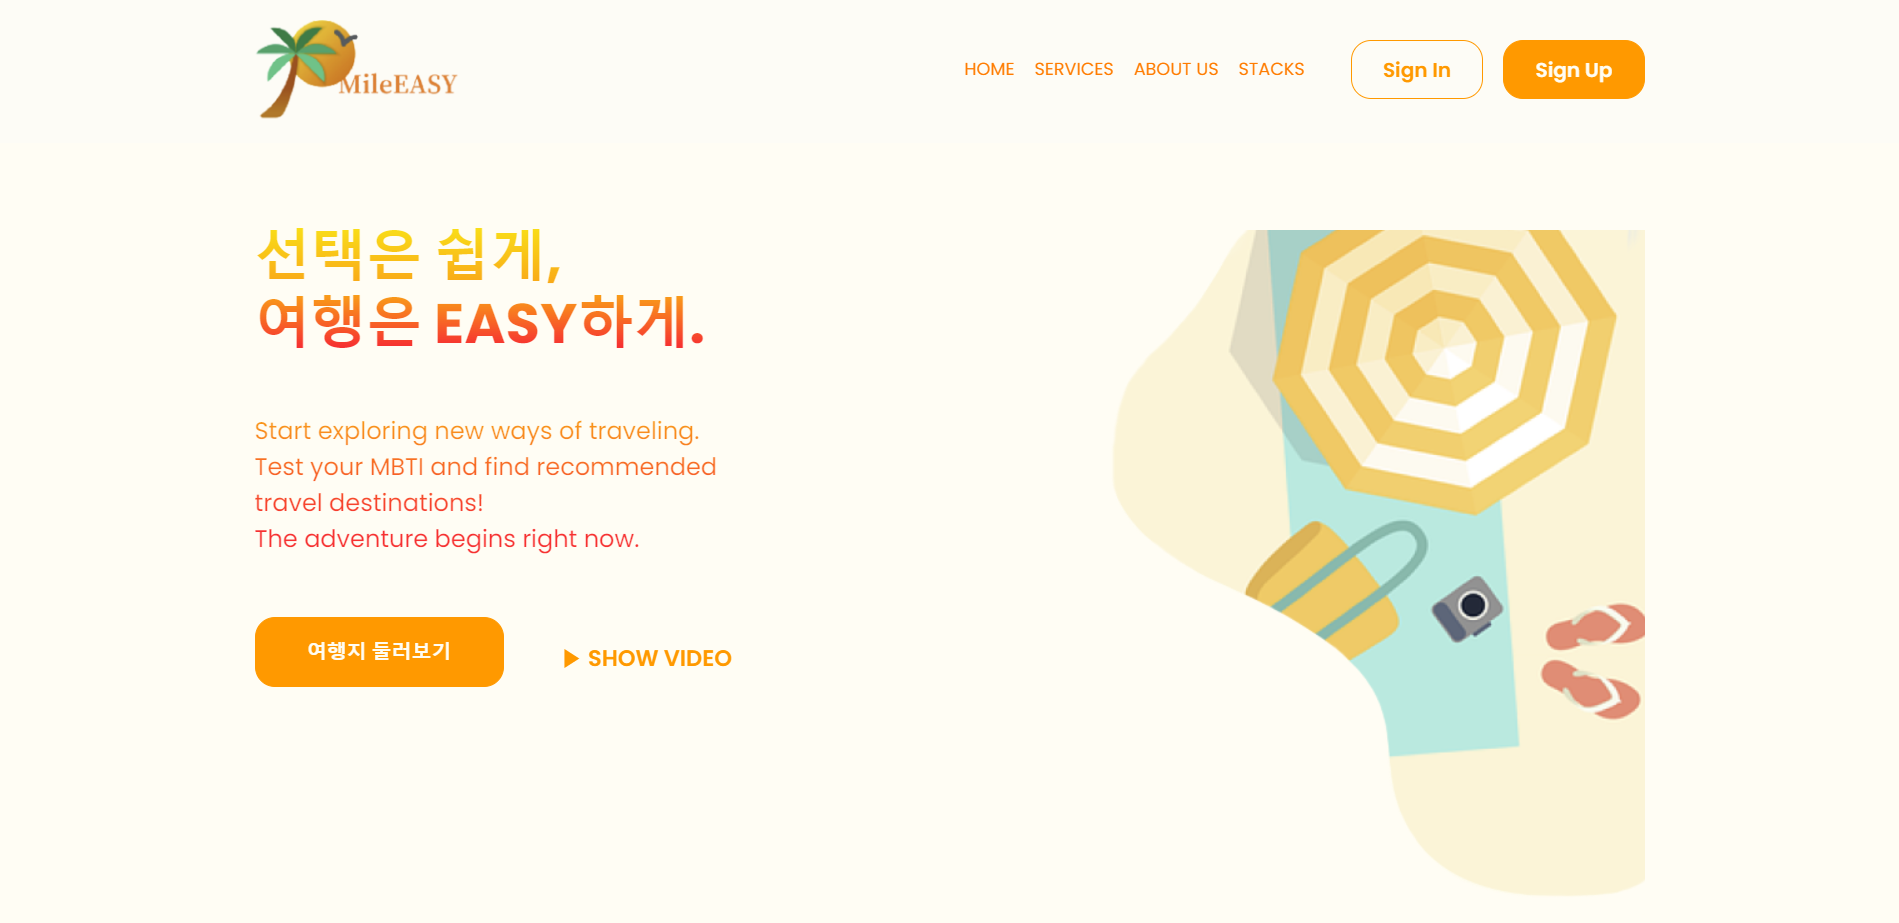 MileEASY
HOME SERVICES ABOUT US STACKS Sign In Sign Up
선택은 쉽게,
여행은 EASY하게.
Start exploring new ways of traveling.
Test your MBTI and find recommended
travel destinations!
The adventure begins right now.
여행지 둘러보기
SHOW VIDEO